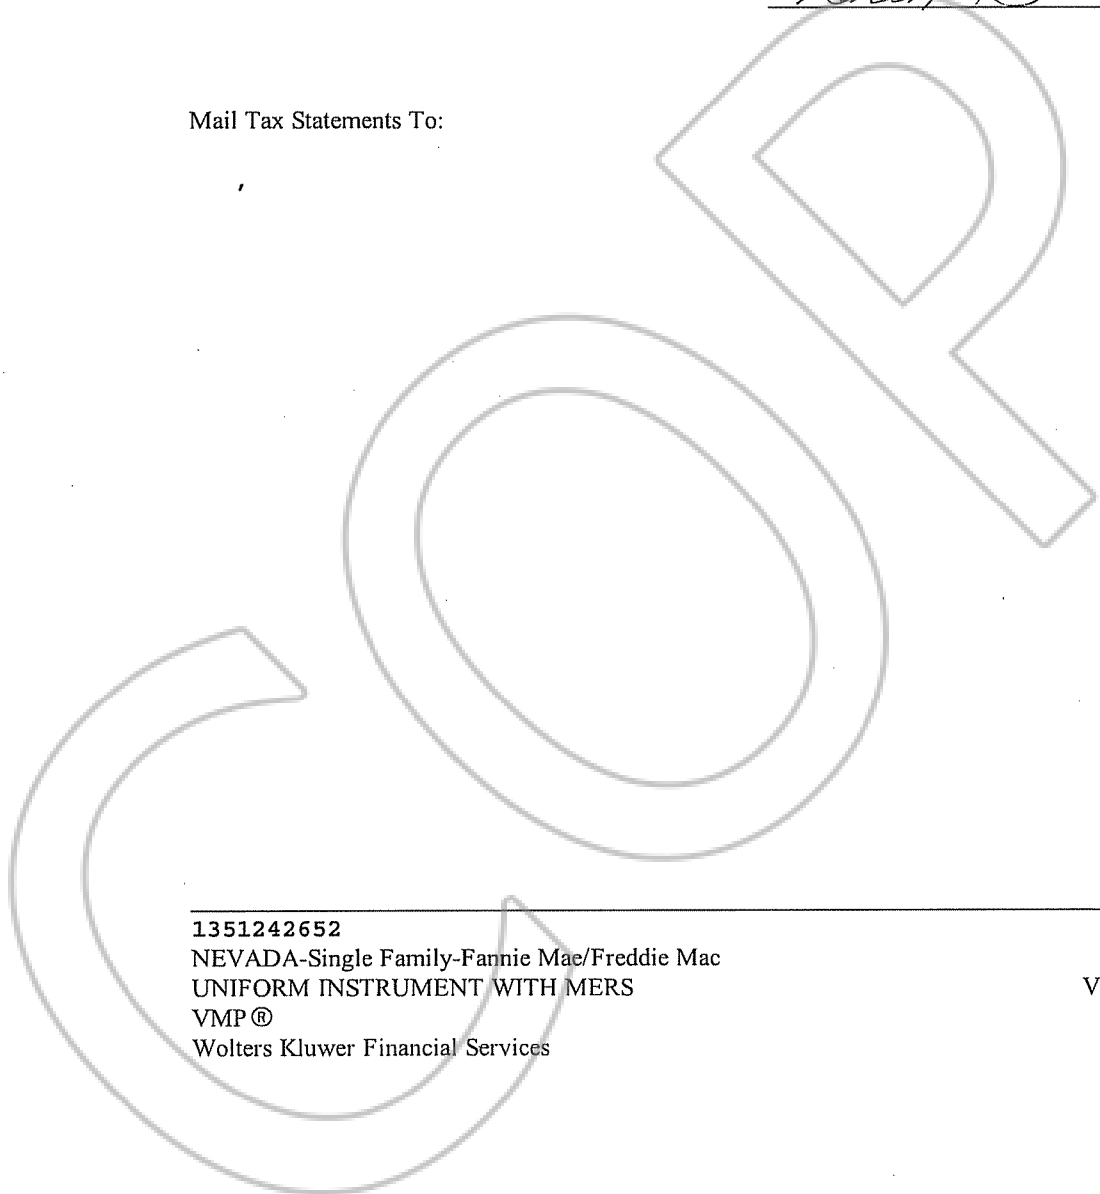 Mail Tax Statements To:
,
1351242652
NEVADA-Single Family-Fannie Mae/Freddie Mac
UNIFORM INSTRUMENT WITH MERS
V
VMP®
Wolters Kluwer Financial Services
COP